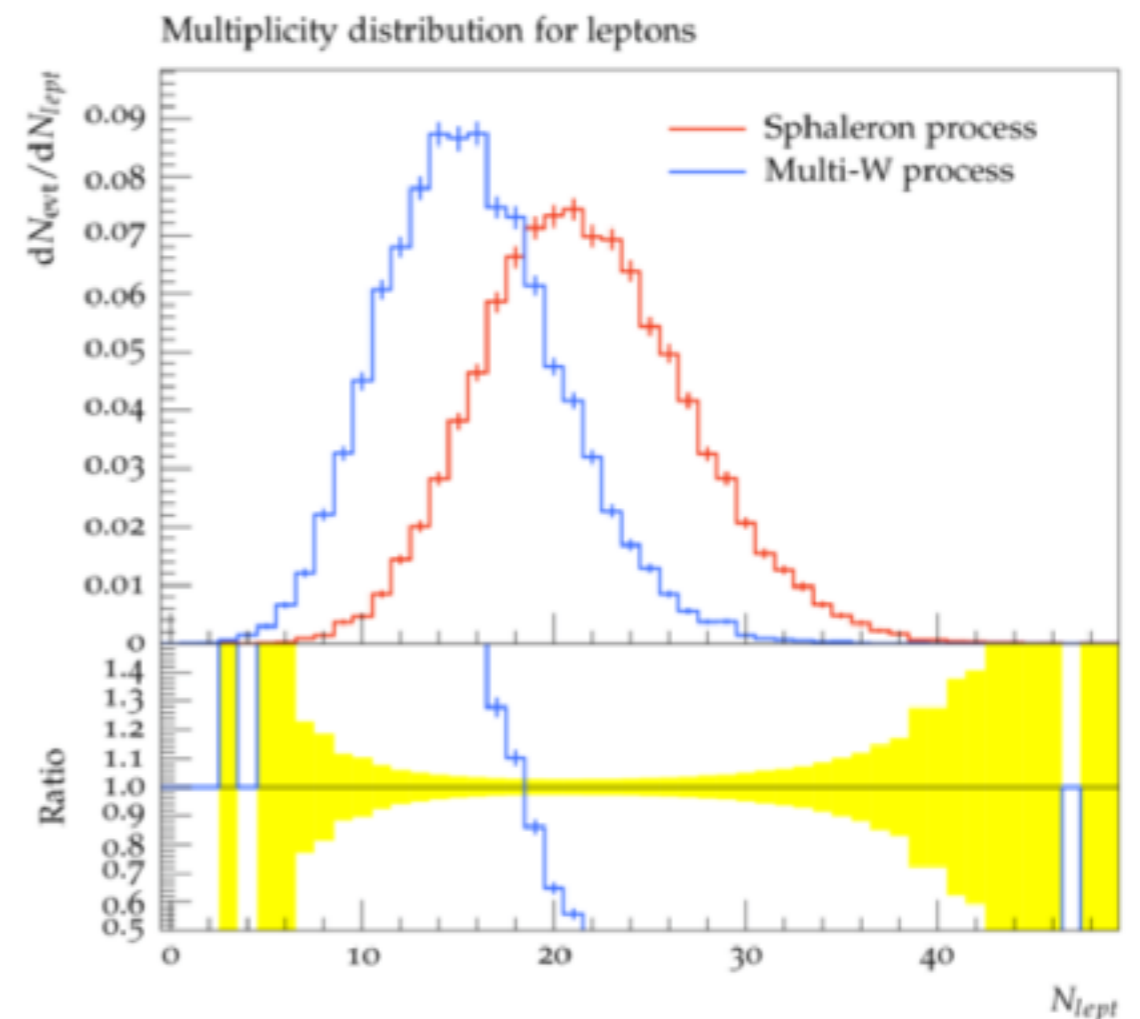 Multiplicity distribution for leptons
dN_evt/dN_lept
0.09
0.08
0.07
0.06
0.05
0.04
0.03
0.02
0.01
0
Sphaleron process
Multi-W process
Ratio
1.4
1.3
1.2
1.1
1.0
0.9
0.8
0.7
0.6
0.5
0 10 20 30 40
N_lept